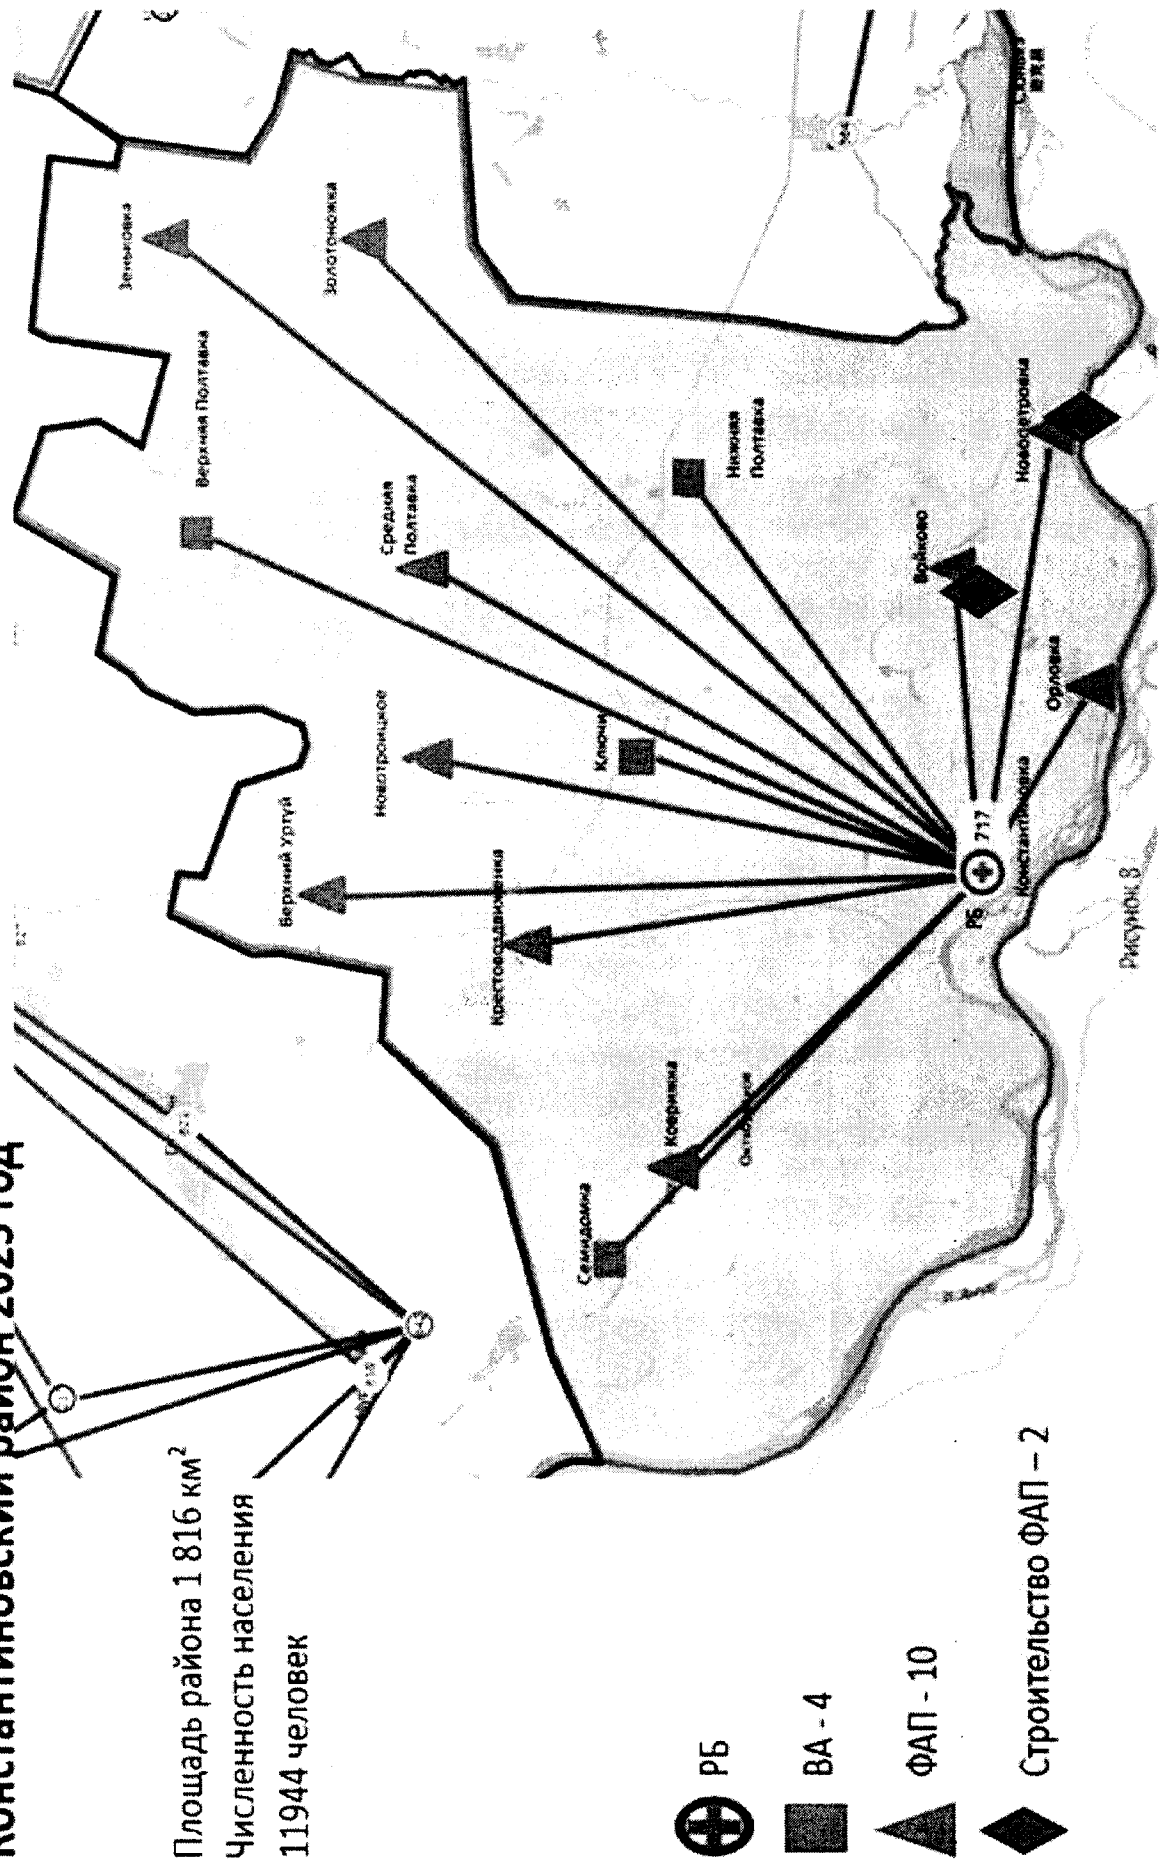 Константиновский район 2025 год
Площадь района 1 816 км²
Численность населения
11944 человек
РБ
ВА - 4
ФАП - 10
Строительство ФАП – 2
Зеньковка
Золотоножка
Верхняя Полтавка
Средняя
Полтавка
Нижняя
Полтавка
Новотроицкое
Ключи
Верхний Уртуй
Крестовоздвиженка
Коврижка
Семидомка
Войково
Новопетровка
Орловка
717
Константиновка
РБ
Рисунок 8